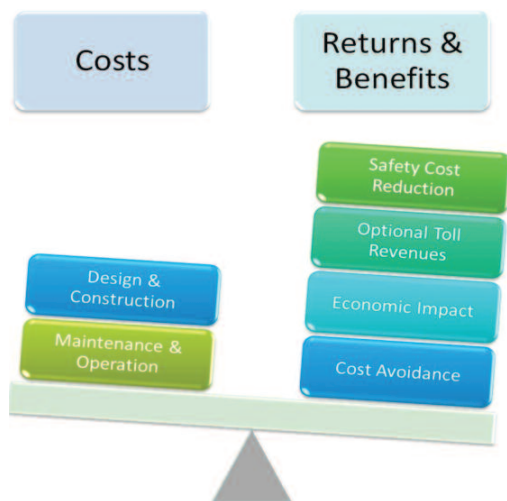 Costs
Returns &
Benefits
Safety Cost
Reduction
Optional Toll
Revenues
Design &
Construction
Economic Impact
Maintenance &
Operation
Cost Avoidance